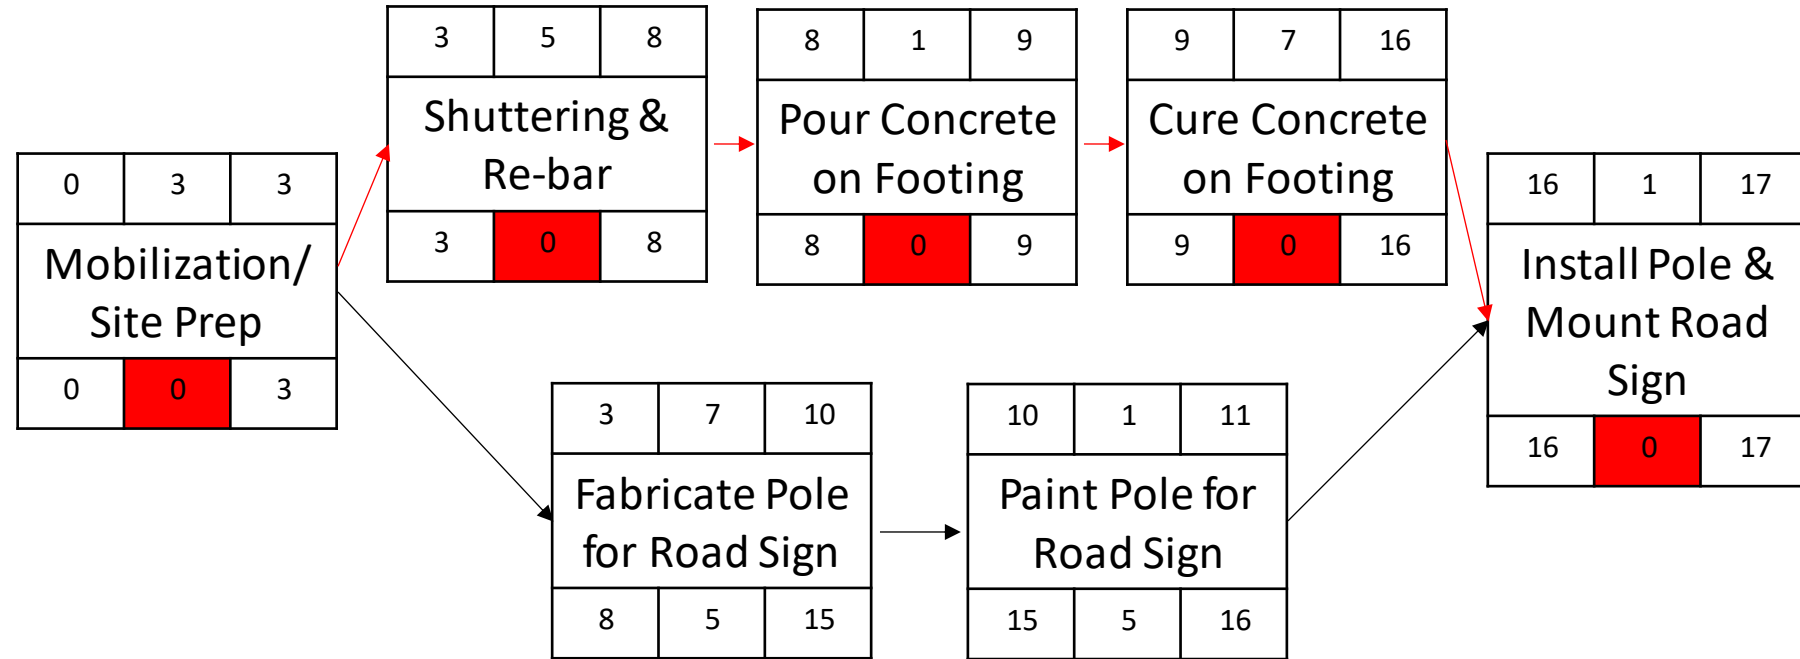 0 3 3
Mobilization/
Site Prep
0 0 3
3 5 8
Shuttering &
Re-bar
3 0 8
8 1 9
Pour Concrete
on Footing
8 0 9
9 7 16
Cure Concrete
on Footing
9 0 16
3 7 10
Fabricate Pole
for Road Sign
8 5 15
10 1 11
Paint Pole for
Road Sign
15 5 16
16 1 17
Install Pole &
Mount Road
Sign
16 0 17